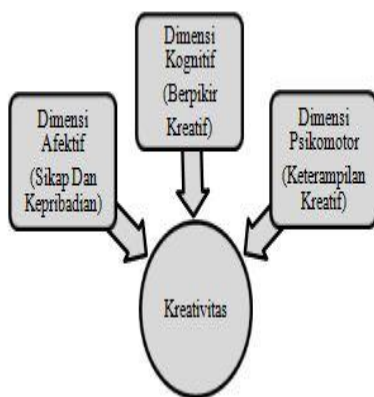 Dimensi
Kognitif
(Berpikir
Kreatif)
Dimensi
Afektif
(Sikap Dan
Kepribadian)
Dimensi
Psikomotor
(Keterampilan
Kreatif)
Kreativitas